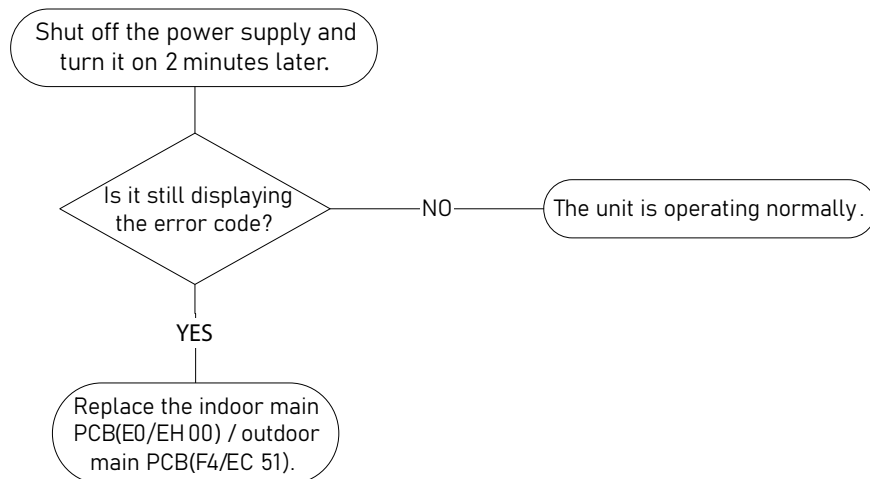 Shut off the power supply and
turn it on 2 minutes later.
Is it still displaying
the error code?
NO
The unit is operating normally.
YES
Replace the indoor main
PCB(E0/EH 00) / outdoor
main PCB(F4/EC 51).